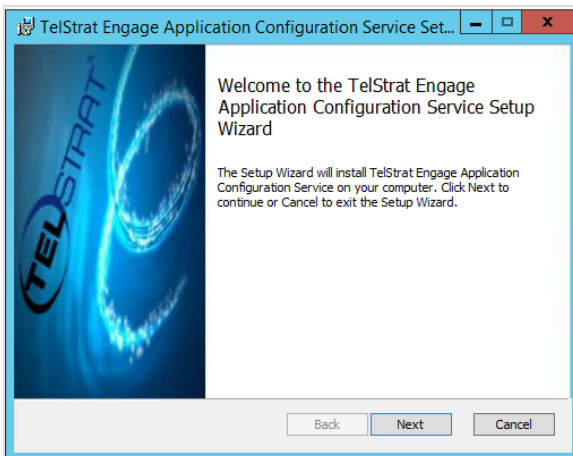 TelStrat Engage Application Configuration Service Set...
TELSTRAT
Welcome to the TelStrat Engage
Application Configuration Service Setup
Wizard
The Setup Wizard will install TelStrat Engage Application
Configuration Service on your computer. Click Next to
continue or Cancel to exit the Setup Wizard.
Back Next Cancel